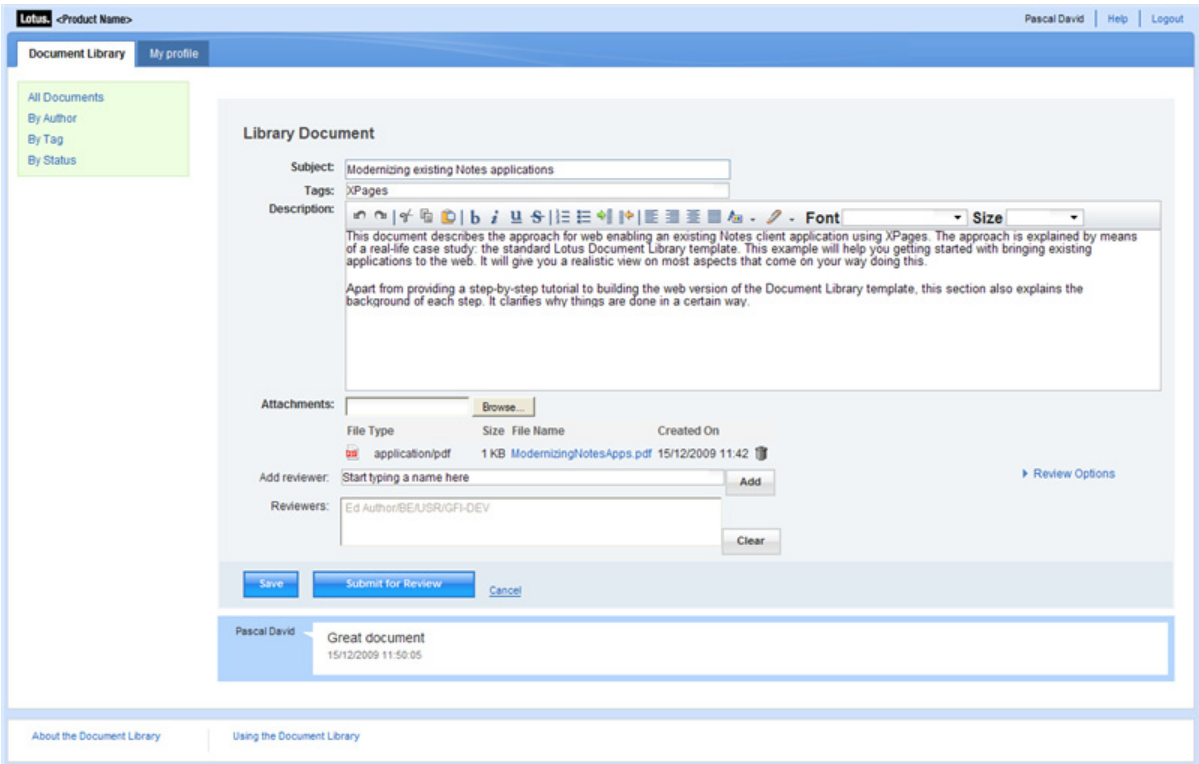 Lotus. <Product Name>
Pascal David Help Logout
Document Library My profile
All Documents
By Author
By Tag
By Status
Library Document
Subject: Modernizing existing Notes applications
Tags: XPages
Description:
b i u S Font Size
This document describes the approach for web enabling an existing Notes client application using XPages. The approach is explained by means
of a real-life case study: the standard Lotus Document Library template. This example will help you getting started with bringing existing
applications to the web. It will give you a realistic view on most aspects that come on your way doing this.
Apart from providing a step-by-step tutorial to building the web version of the Document Library template, this section also explains the
background of each step. It clarifies why things are done in a certain way.
Attachments: Browse...
File Type Size File Name Created On
application/pdf 1 KB ModernizingNotesApps.pdf 15/12/2009 11:42
Add reviewer: Start typing a name here Add
Review Options
Reviewers: Ed Author/BE/USR/GFI-DEV
Clear
Save Submit for Review Cancel
Pascal David Great document
15/12/2009 11:50:05
About the Document Library Using the Document Library